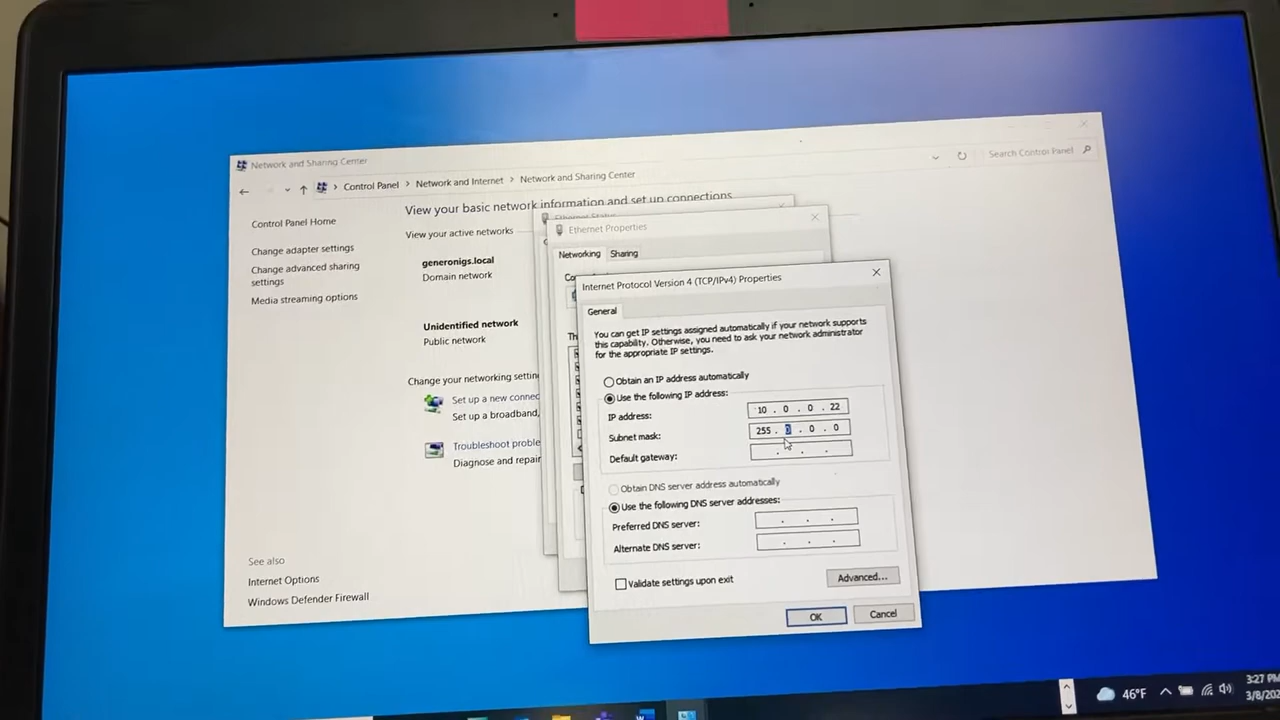 Network and Sharing Center
Control Panel > Network and Internet > Network and Sharing Center
Search Control Panel
Control Panel Home
Change adapter settings
Change advanced sharing
settings
Media streaming options
See also
Internet Options
Windows Defender Firewall
View your basic network information and set up connections
View your active networks
generonigs.local
Domain network
Unidentified network
Public network
Change your networking settin
Set up a new connec
Set up a broadband,
Troubleshoot proble
Diagnose and repair
Ethernet Status
Ethernet Properties
Networking Sharing
Co
Th
Internet Protocol Version 4 (TCP/IPv4) Properties
General
You can get IP settings assigned automatically if your network supports
this capability. Otherwise, you need to ask your network administrator
for the appropriate IP settings.
Obtain an IP address automatically
Use the following IP address:
IP address: 10 . 0 . 0 . 22
Subnet mask: 255 . 0 . 0 . 0
Default gateway: . . .
Obtain DNS server address automatically
Use the following DNS server addresses:
Preferred DNS server: . . .
Alternate DNS server: . . .
Validate settings upon exit
Advanced...
OK Cancel
46°F
3:27 PM
3/8/202